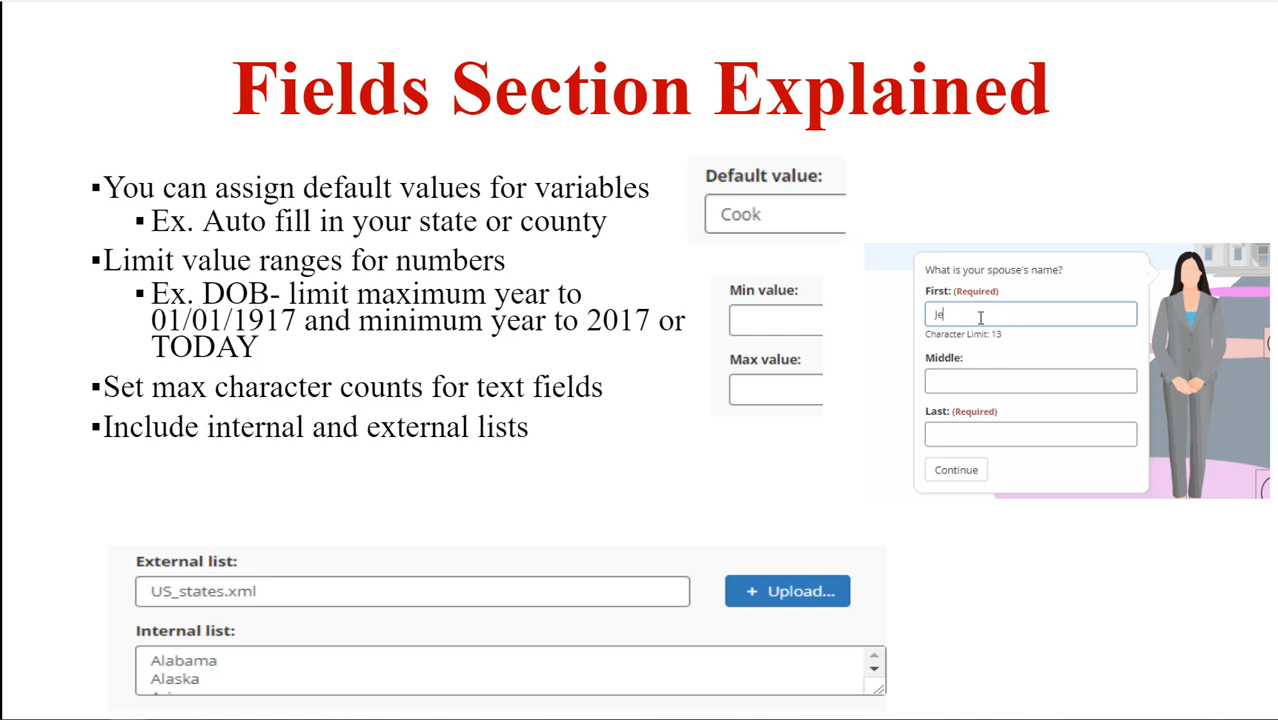 Fields Section Explained
▪You can assign default values for variables
▪Ex. Auto fill in your state or county
▪Limit value ranges for numbers
▪Ex. DOB- limit maximum year to
01/01/1917 and minimum year to 2017 or
TODAY
▪Set max character counts for text fields
▪Include internal and external lists
Default value:
Cook
Min value:
Max value:
What is your spouse's name?
First: (Required)
Je
Character Limit: 13
Middle:
Last: (Required)
Continue
External list:
US_states.xml
+ Upload...
Internal list:
Alabama
Alaska